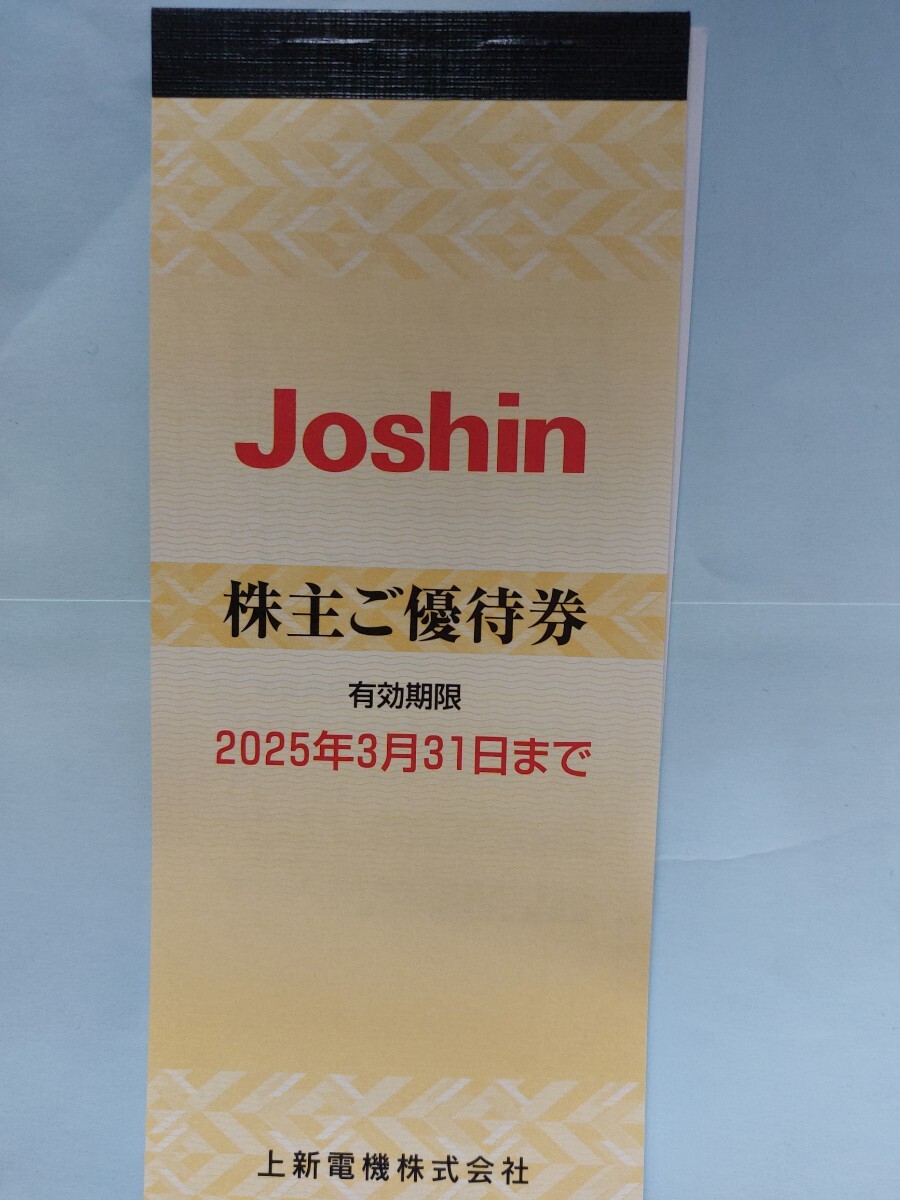 Joshin
株主ご優待券
有効期限
2025年3月31日まで
上新電機株式会社